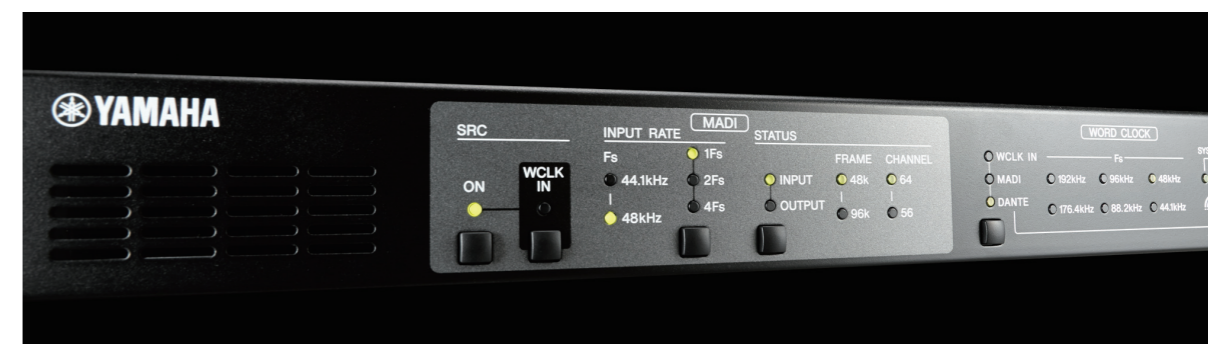 YAMAHA
SRC
ON
WCLK
IN
MADI
INPUT RATE
Fs
44.1kHz
48kHz
1Fs
2Fs
4Fs
STATUS
INPUT
OUTPUT
FRAME
48k
96k
CHANNEL
64
56
WORD CLOCK
WCLK IN
MADI
DANTE
Fs
192kHz
96kHz
48kHz
176.4kHz
88.2kHz
44.1kHz